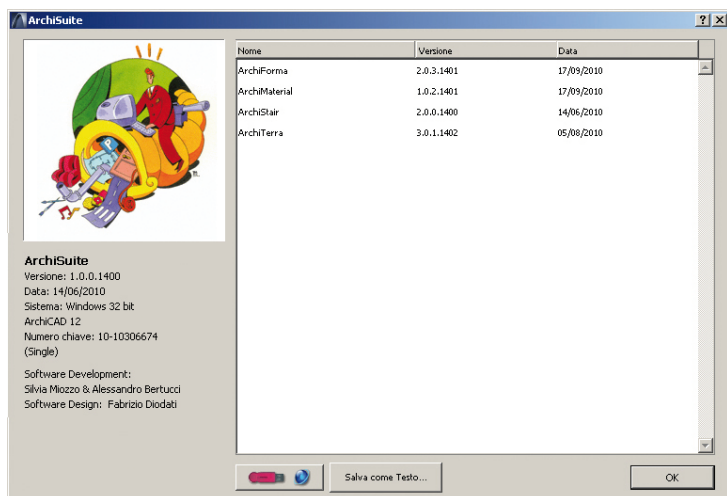 ArchiSuite
Nome Versione Data
ArchiForma 2.0.3.1401 17/09/2010
ArchiMaterial 1.0.2.1401 17/09/2010
ArchiStair 2.0.0.1400 14/06/2010
ArchiTerra 3.0.1.1402 05/08/2010
P
ArchiSuite
Versione: 1.0.0.1400
Data: 14/06/2010
Sistema: Windows 32 bit
ArchiCAD 12
Numero chiave: 10-10306674
(Single)
Software Development:
Silvia Miozzo & Alessandro Bertucci
Software Design: Fabrizio Diodati
Salva come Testo...
OK